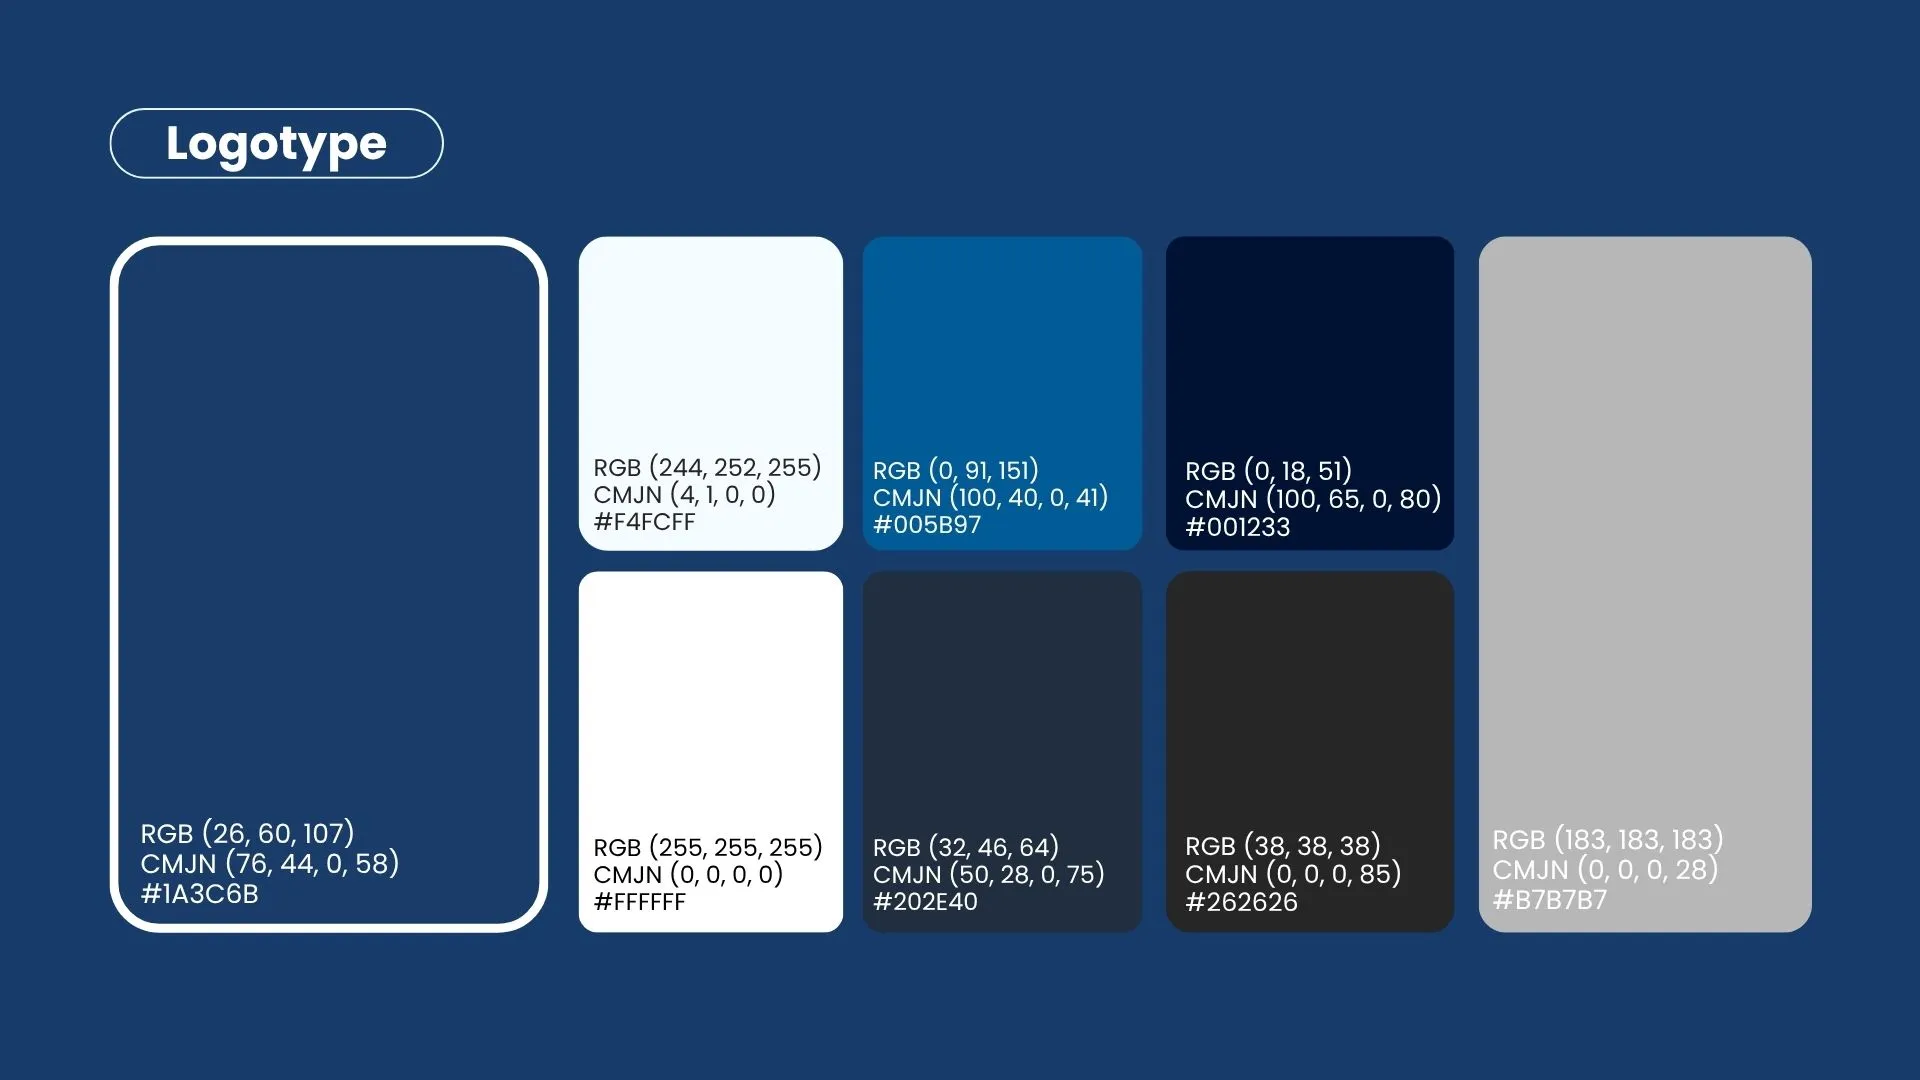 Logotype
RGB (26, 60, 107)
CMJN (76, 44, 0, 58)
#1A3C6B
RGB (244, 252, 255)
CMJN (4, 1, 0, 0)
#F4FCFF
RGB (0, 91, 151)
CMJN (100, 40, 0, 41)
#005B97
RGB (0, 18, 51)
CMJN (100, 65, 0, 80)
#001233
RGB (255, 255, 255)
CMJN (0, 0, 0, 0)
#FFFFFF
RGB (32, 46, 64)
CMJN (50, 28, 0, 75)
#202E40
RGB (38, 38, 38)
CMJN (0, 0, 0, 85)
#262626
RGB (183, 183, 183)
CMJN (0, 0, 0, 28)
#B7B7B7